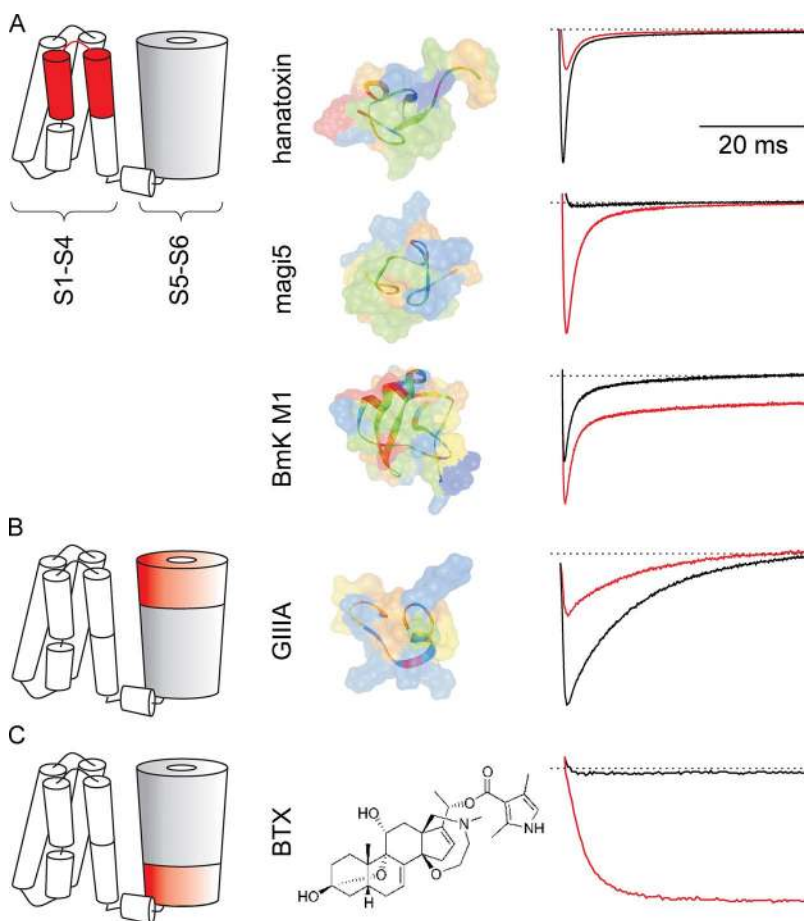 A
S1-S4
S5-S6
hanatoxin
20 ms
magi5
BmK M1
B
GIIIA
C
BTX
HO
HO
H
O
O
N
O
O
NH